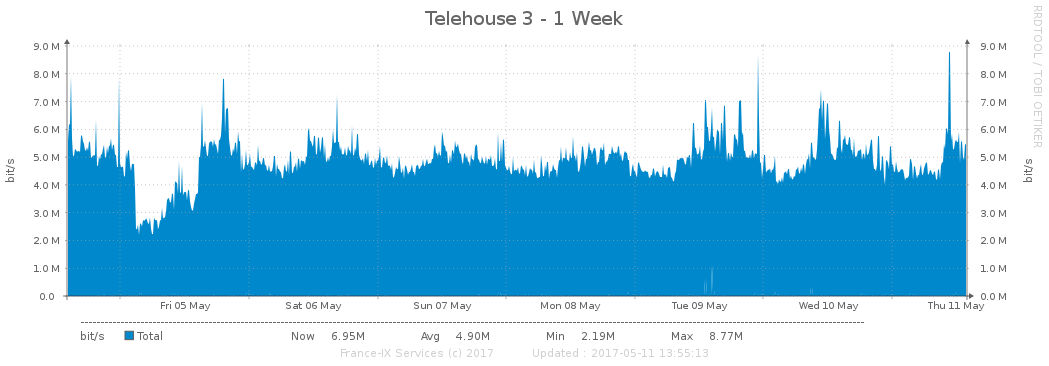 Telehouse 3 - 1 Week
RRDTOOL / TOBI OETIKER
bit/s
9.0 M
8.0 M
7.0 M
6.0 M
5.0 M
4.0 M
3.0 M
2.0 M
1.0 M
0.0
9.0 M
8.0 M
7.0 M
6.0 M
5.0 M
4.0 M
3.0 M
2.0 M
1.0 M
0.0 M
bit/s
Fri 05 May Sat 06 May Sun 07 May Mon 08 May Tue 09 May Wed 10 May Thu 11 May
bit/s Total Now 6.95M Avg 4.90M Min 2.19M Max 8.77M
France-IX Services (c) 2017 Updated : 2017-05-11 13:55:13